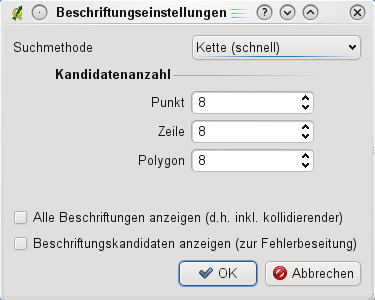 Beschriftungseinstellungen
Suchmethode Kette (schnell)
Kandidatenanzahl
Punkt 8
Zeile 8
Polygon 8
Alle Beschriftungen anzeigen (d.h. inkl. kollidierender)
Beschriftungskandidaten anzeigen (zur Fehlerbeseitung)
OK Abbrechen